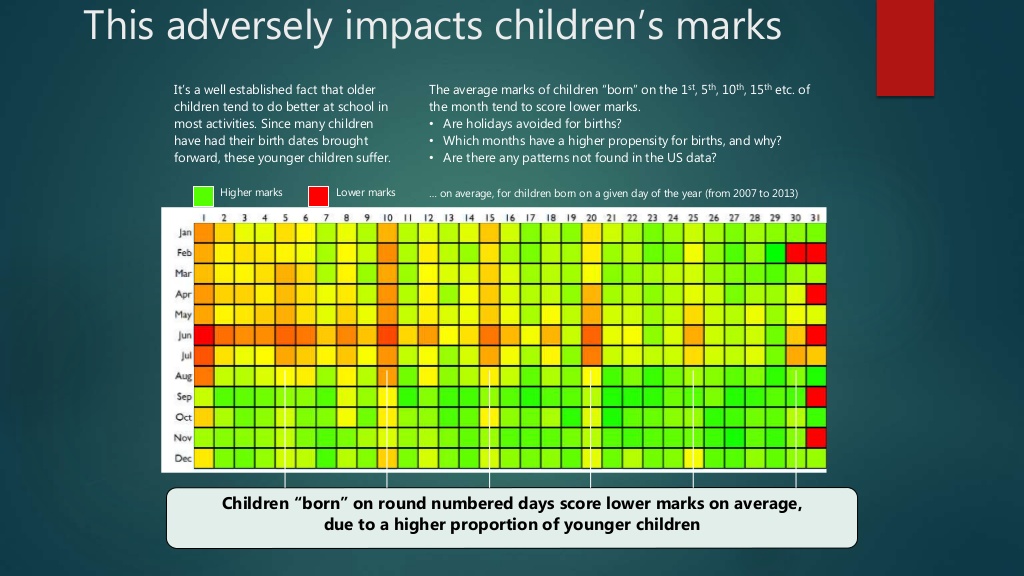 This adversely impacts children’s marks
It's a well established fact that older
children tend to do better at school in
most activities. Since many children
have had their birth dates brought
forward, these younger children suffer.
The average marks of children “born” on the 1st, 5th, 10th, 15th etc. of
the month tend to score lower marks.
• Are holidays avoided for births?
• Which months have a higher propensity for births, and why?
• Are there any patterns not found in the US data?
Higher marks
Lower marks
... on average, for children born on a given day of the year (from 2007 to 2013)
1 2 3 4 5 6 7 8 9 10 11 12 13 14 15 16 17 18 19 20 21 22 23 24 25 26 27 28 29 30 31
Jan
Feb
Mar
Apr
May
Jun
Jul
Aug
Sep
Oct
Nov
Dec
Children “born” on round numbered days score lower marks on average,
due to a higher proportion of younger children